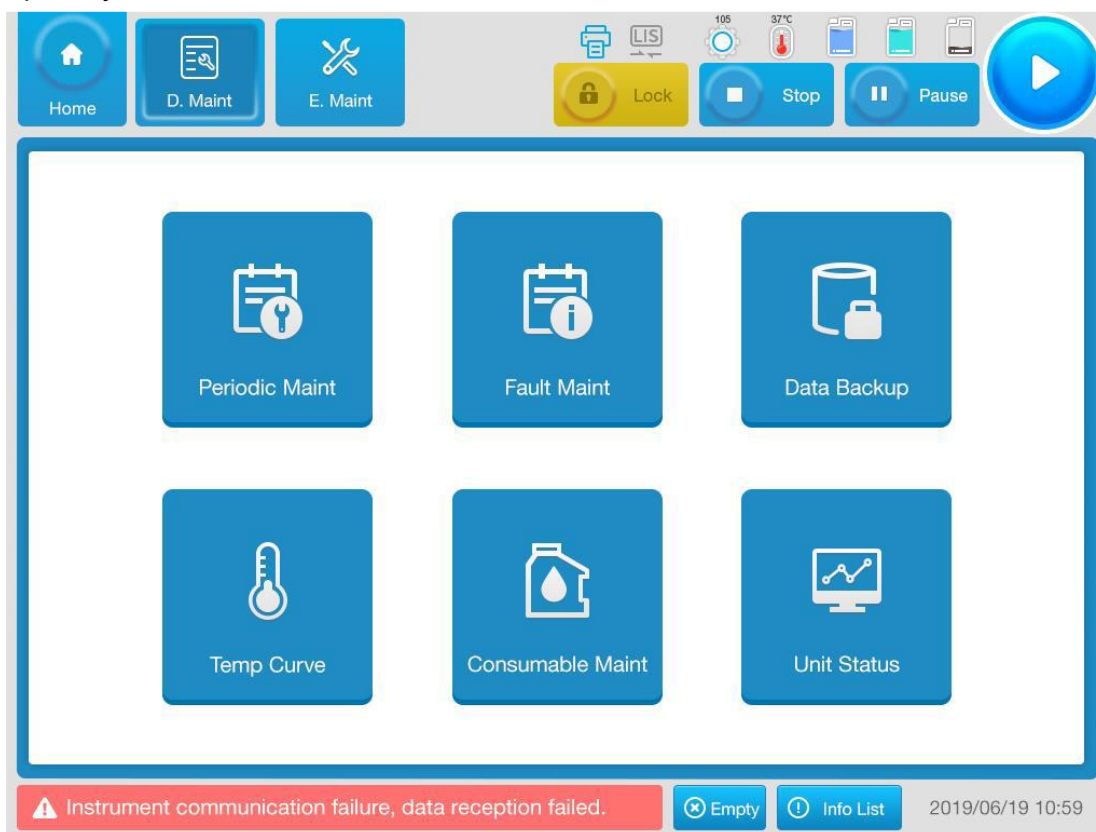 105
37°C
LIS
Home
D. Maint
E. Maint
Lock
Stop
Pause
Periodic Maint
Fault Maint
Data Backup
Temp Curve
Consumable Maint
Unit Status
Instrument communication failure, data reception failed.
Empty
Info List
2019/06/19 10:59